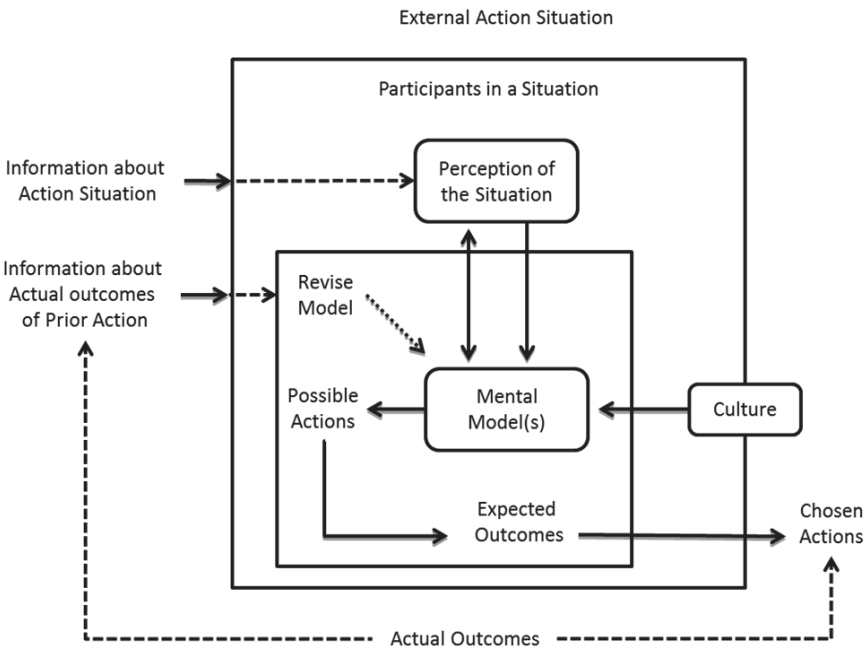 External Action Situation
Participants in a Situation
Information about
Action Situation
Perception of
the Situation
Information about
Actual outcomes
of Prior Action
Revise
Model
Possible
Actions
Mental
Model(s)
Culture
Expected
Outcomes
Chosen
Actions
Actual Outcomes